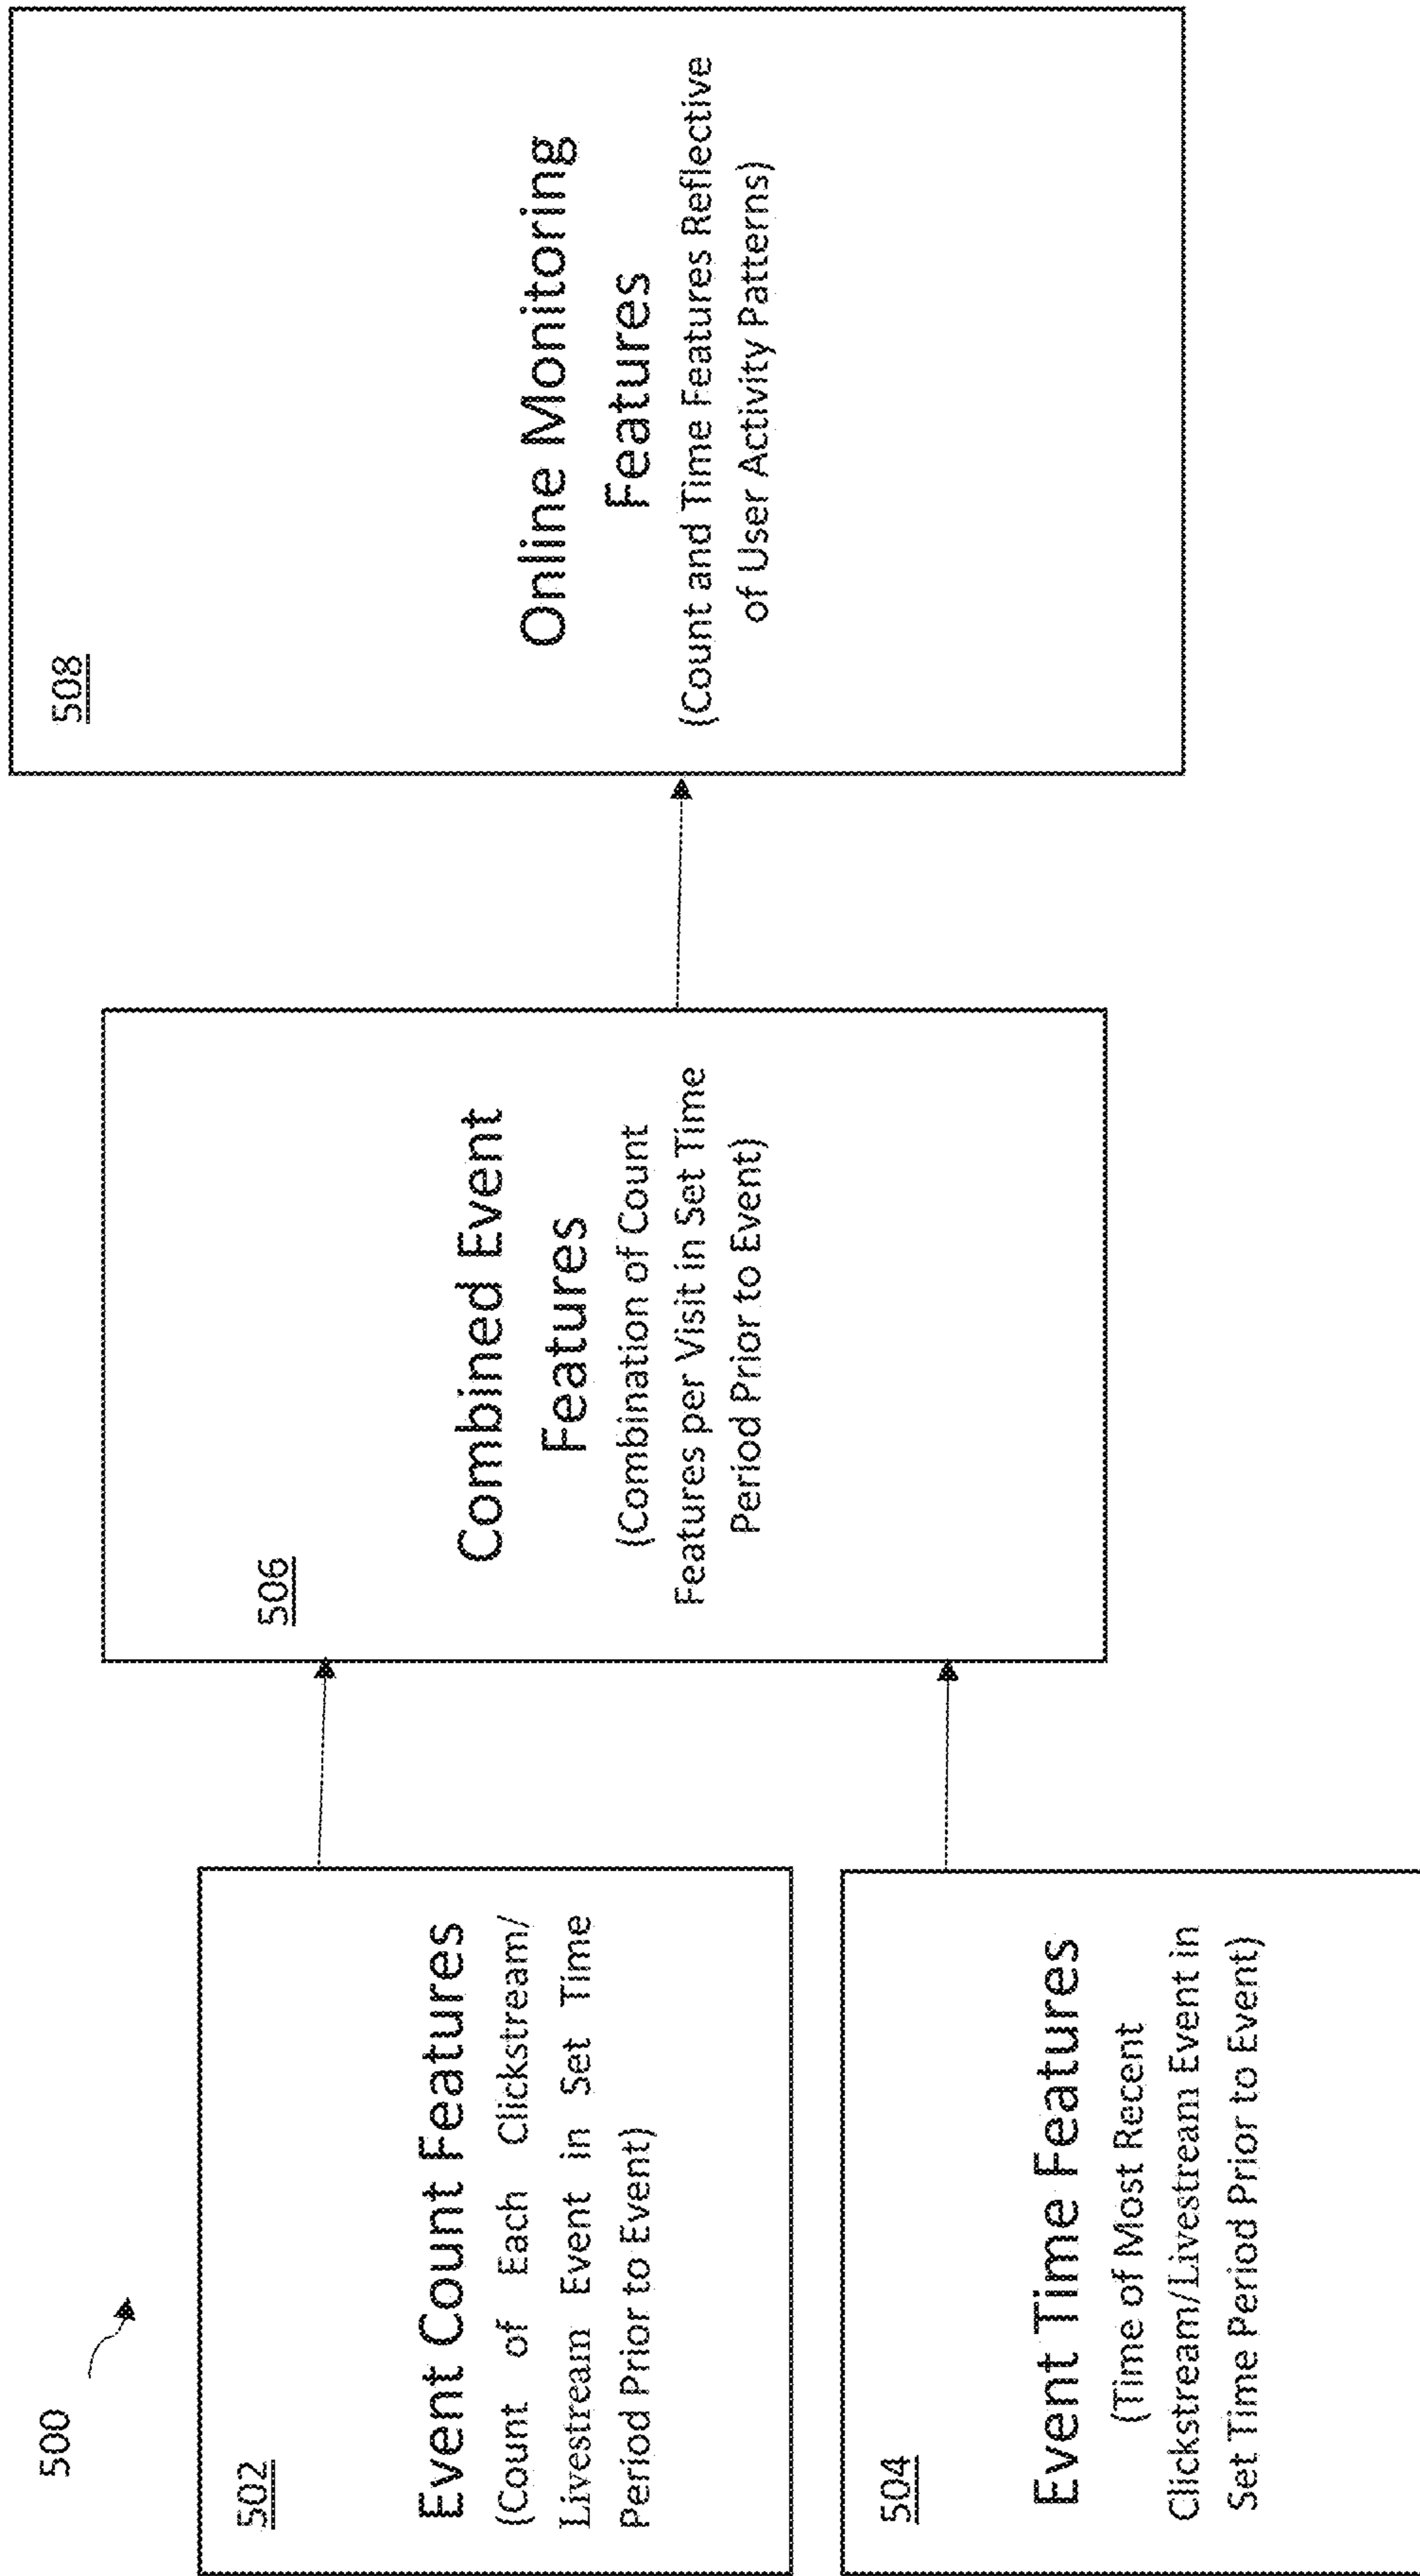 500
502
Event Count Features
(Count of Each Clickstream/
Livestream Event in Set Time
Period Prior to Event)
504
Event Time Features
(Time of Most Recent
Clickstream/Livestream Event in
Set Time Period Prior to Event)
506
Combined Event
Features
(Combination of Count
Features per Visit in Set Time
Period Prior to Event)
508
Online Monitoring
Features
(Count and Time Features Reflective
of User Activity Patterns)